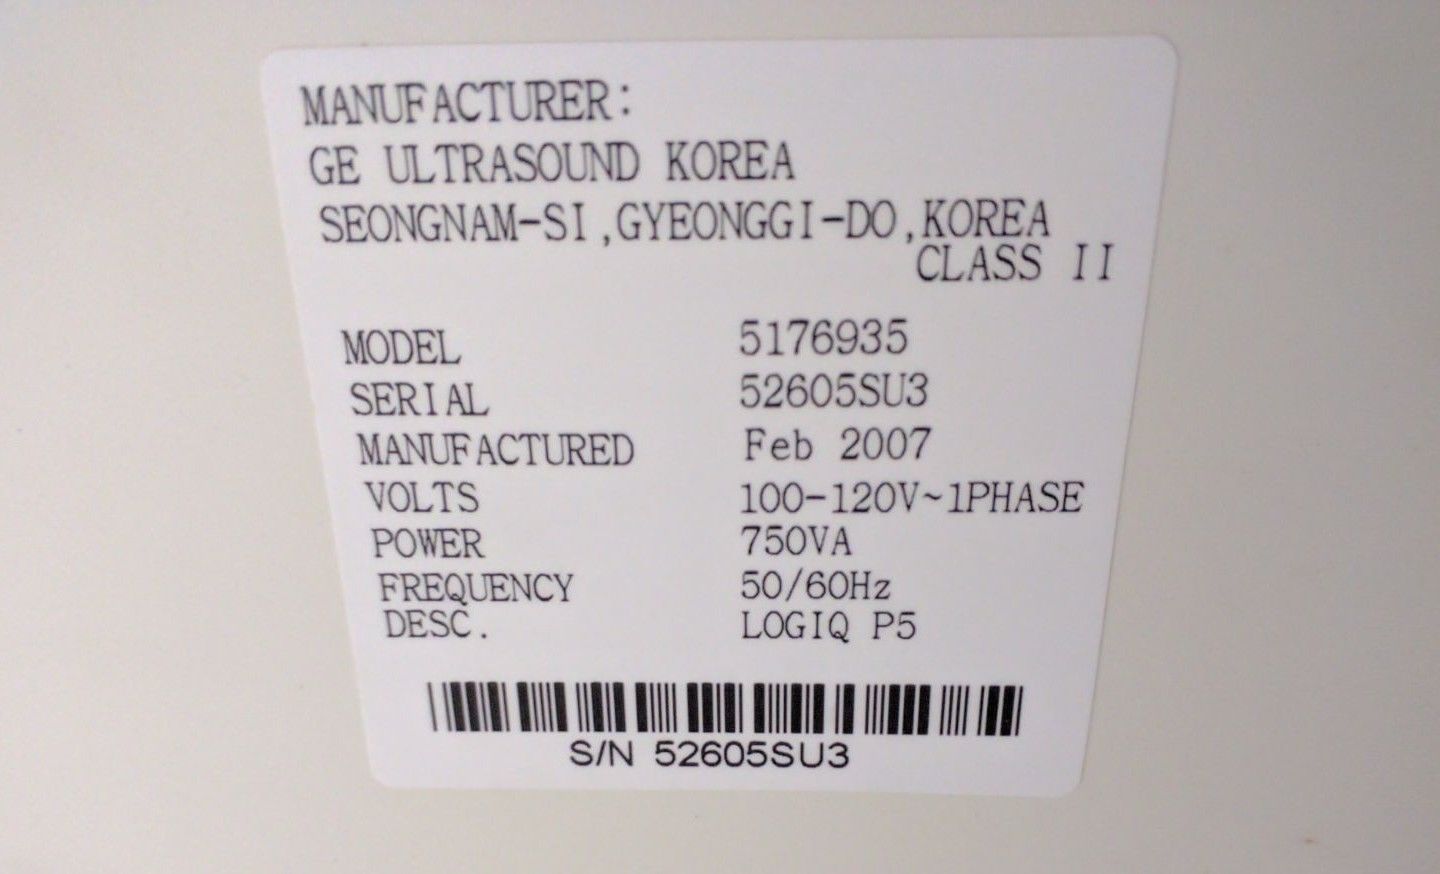 MANUFACTURER:
GE ULTRASOUND KOREA
SEONGNAM-SI,GYEONGGI-DO,KOREA
CLASS II
MODEL 5176935
SERIAL 52605SU3
MANUFACTURED Feb 2007
VOLTS 100-120V~1PHASE
POWER 750VA
FREQUENCY 50/60Hz
DESC. LOGIQ P5
S/N 52605SU3